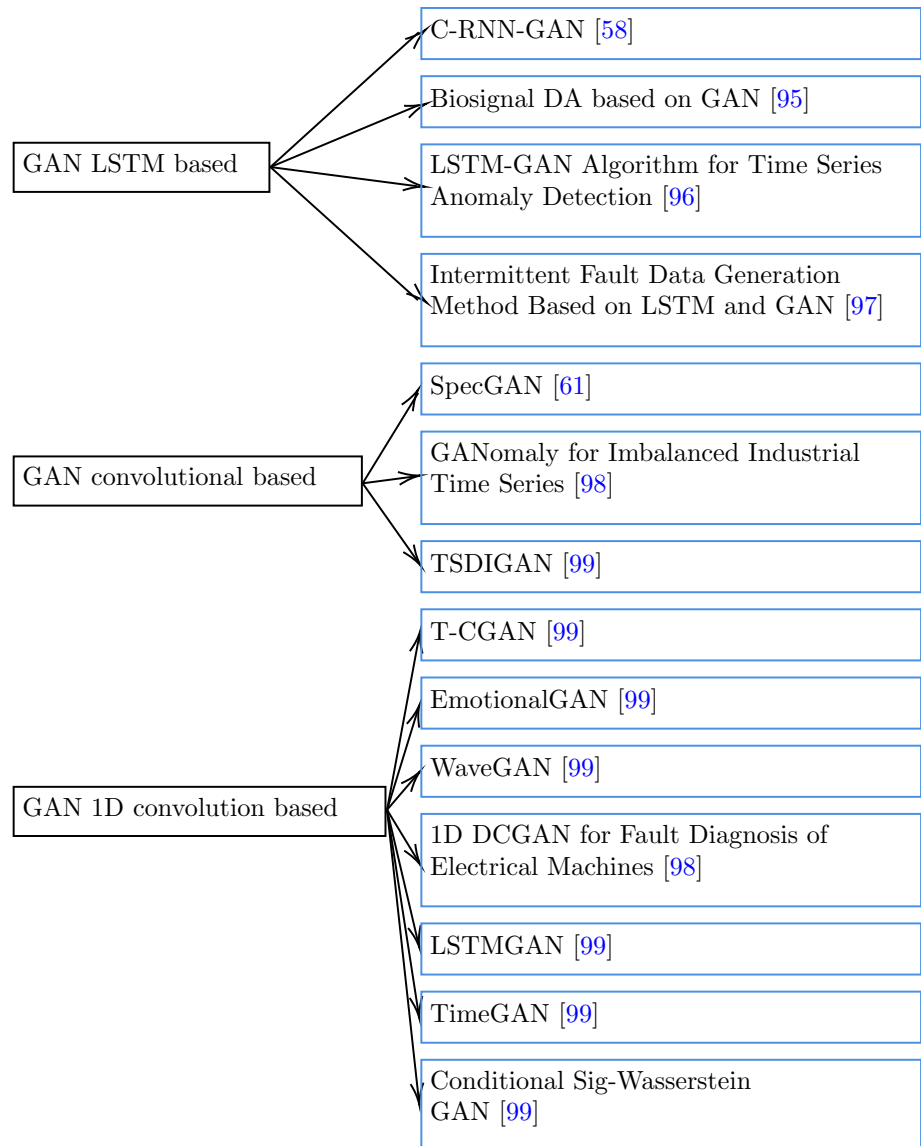 C-RNN-GAN [58]
Biosignal DA based on GAN [95]
GAN LSTM based
LSTM-GAN Algorithm for Time Series
Anomaly Detection [96]
Intermittent Fault Data Generation
Method Based on LSTM and GAN [97]
SpecGAN [61]
GAN convolutional based
GANomaly for Imbalanced Industrial
Time Series [98]
TSDIGAN [99]
T-CGAN [99]
EmotionalGAN [99]
WaveGAN [99]
GAN 1D convolution based
1D DCGAN for Fault Diagnosis of
Electrical Machines [98]
LSTMGAN [99]
TimeGAN [99]
Conditional Sig-Wasserstein
GAN [99]